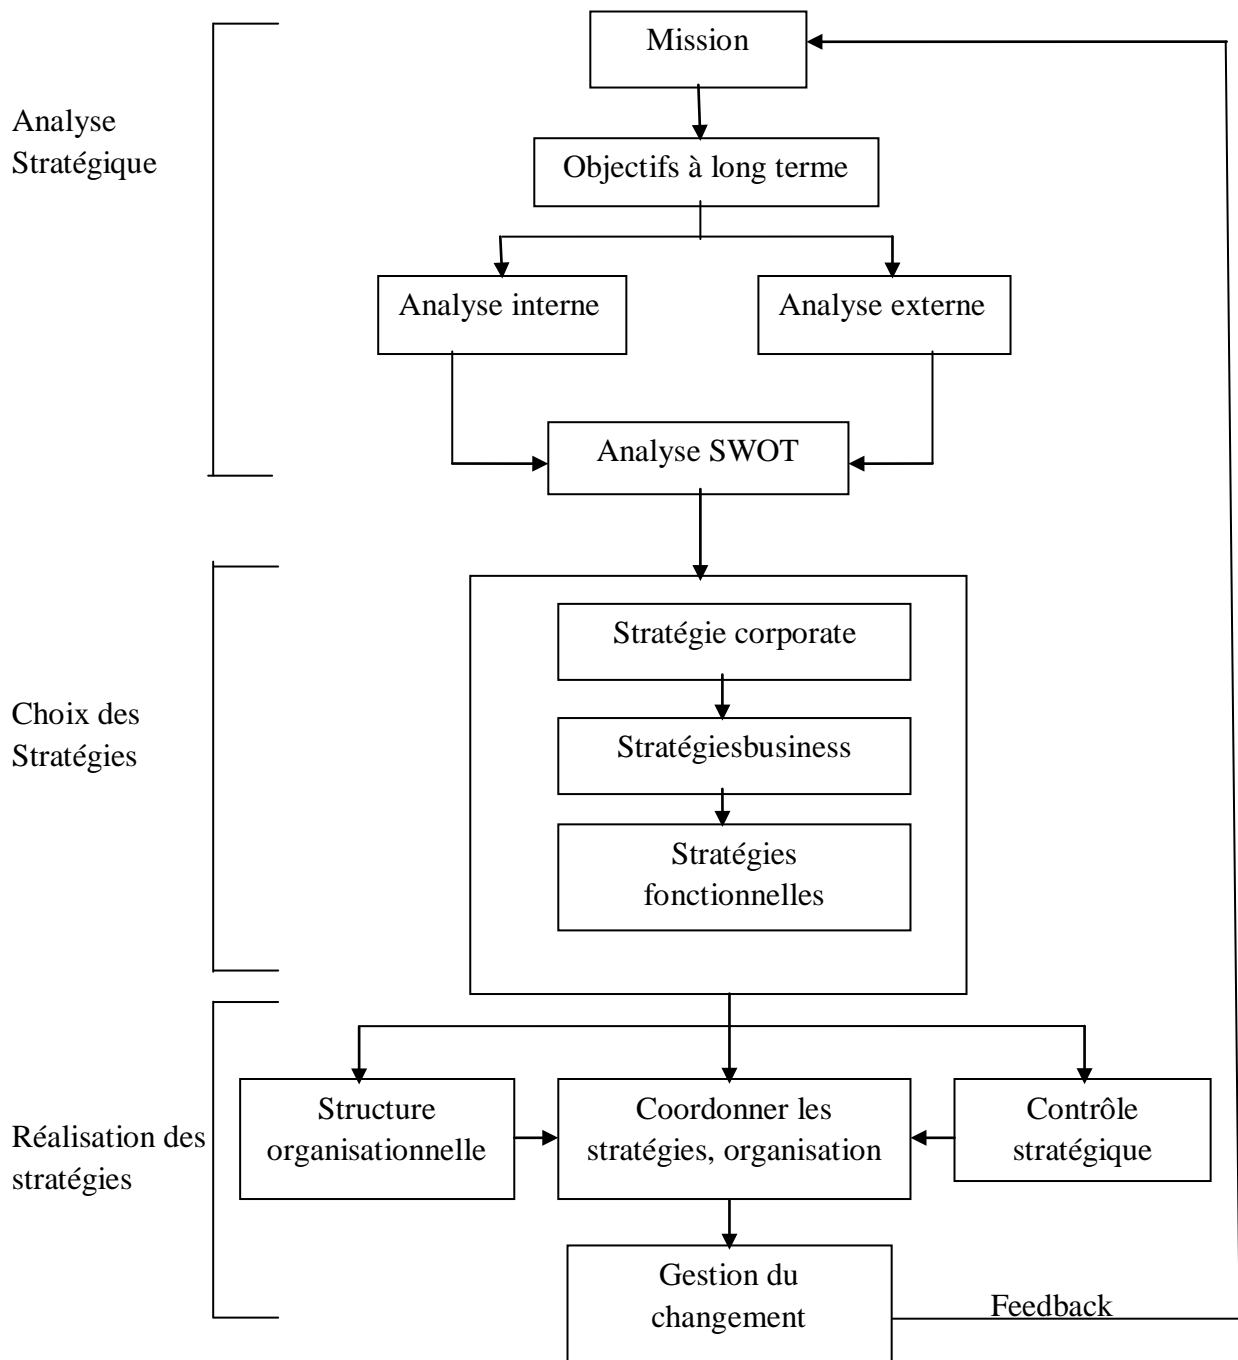 Mission
Analyse
Stratégique
Objectifs à long terme
Analyse interne
Analyse externe
Analyse SWOT
Choix des
Stratégies
Stratégie corporate
Stratégiesbusiness
Stratégies
fonctionnelles
Réalisation des
stratégies
Structure
organisationnelle
Coordonner les
stratégies, organisation
Contrôle
stratégique
Gestion du
changement
Feedback